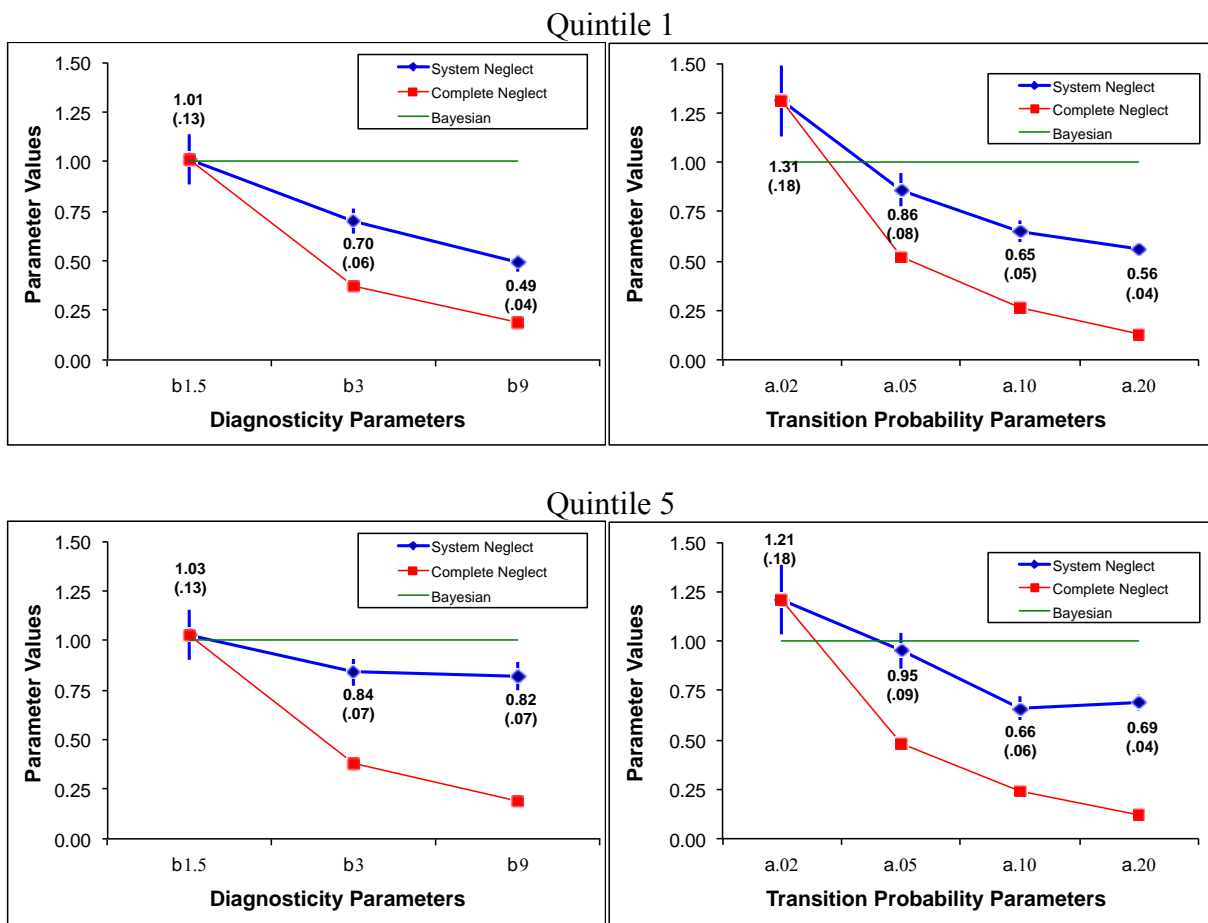 Quintile 1
1.50
1.25
1.00
0.75
0.50
0.25
0.00
Parameter Values
System Neglect
Complete Neglect
Bayesian
1.01
(.13)
0.70
(.06)
0.49
(.04)
b1.5
b3
b9
Diagnosticity Parameters
1.50
1.25
1.00
0.75
0.50
0.25
0.00
Parameter Values
System Neglect
Complete Neglect
Bayesian
1.31
(.18)
0.86
(.08)
0.65
(.05)
0.56
(.04)
a.02
a.05
a.10
a.20
Transition Probability Parameters
Quintile 5
1.50
1.25
1.00
0.75
0.50
0.25
0.00
Parameter Values
System Neglect
Complete Neglect
Bayesian
1.03
(.13)
0.84
(.07)
0.82
(.07)
b1.5
b3
b9
Diagnosticity Parameters
1.50
1.25
1.00
0.75
0.50
0.25
0.00
Parameter Values
System Neglect
Complete Neglect
Bayesian
1.21
(.18)
0.95
(.09)
0.66
(.06)
0.69
(.04)
a.02
a.05
a.10
a.20
Transition Probability Parameters